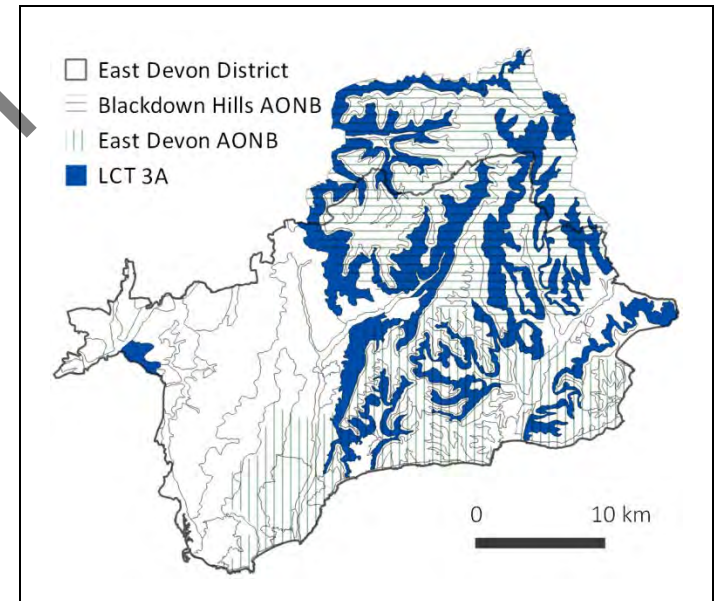 East Devon District
Blackdown Hills AONB
East Devon AONB
LCT 3A
0 10 km